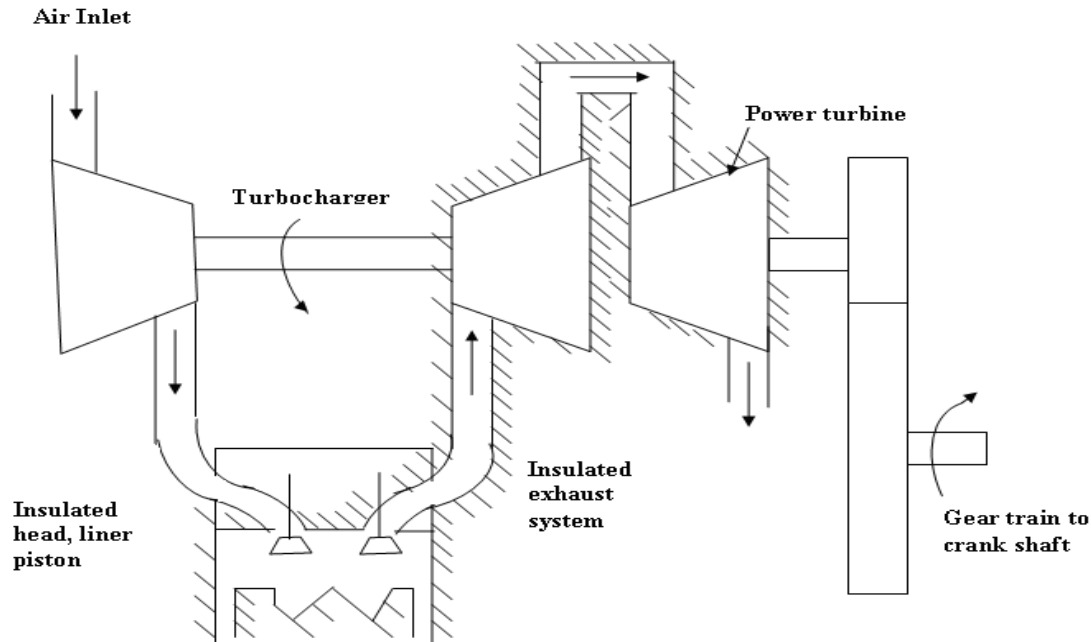 Air Inlet
Power turbine
Turbocharger
Insulated
head, liner
piston
Insulated
exhaust
system
Gear train to
crank shaft